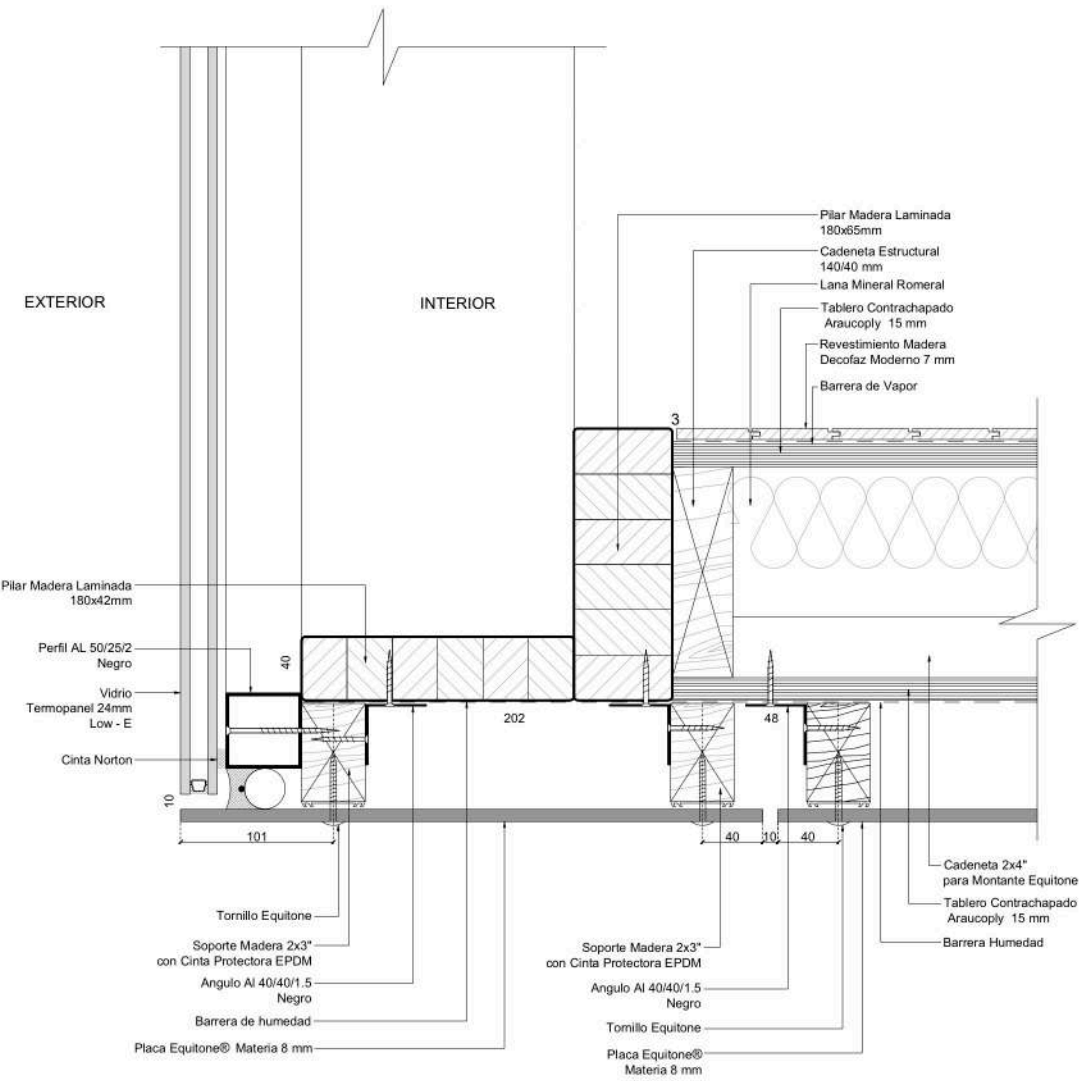 EXTERIOR
INTERIOR
Pilar Madera Laminada
180x65mm
Cadeneta Estructural
140/40 mm
Lana Mineral Romeral
Tablero Contrachapado
Araucoply 15 mm
Revestimiento Madera
Decofaz Moderno 7 mm
Barrera de Vapor
3
Pilar Madera Laminada
180x42mm
Perfil AL 50/25/2
Negro
Vidrio
Termopanel 24mm
Low - E
Cinta Norton
40
202
48
10
101
40
10
40
Tornillo Equitone
Soporte Madera 2x3"
con Cinta Protectora EPDM
Angulo Al 40/40/1.5
Negro
Barrera de humedad
Placa Equitone® Materia 8 mm
Soporte Madera 2x3"
con Cinta Protectora EPDM
Angulo Al 40/40/1.5
Negro
Tornillo Equitone
Placa Equitone®
Materia 8 mm
Cadeneta 2x4"
para Montante Equitone
Tablero Contrachapado
Araucoply 15 mm
Barrera Humedad